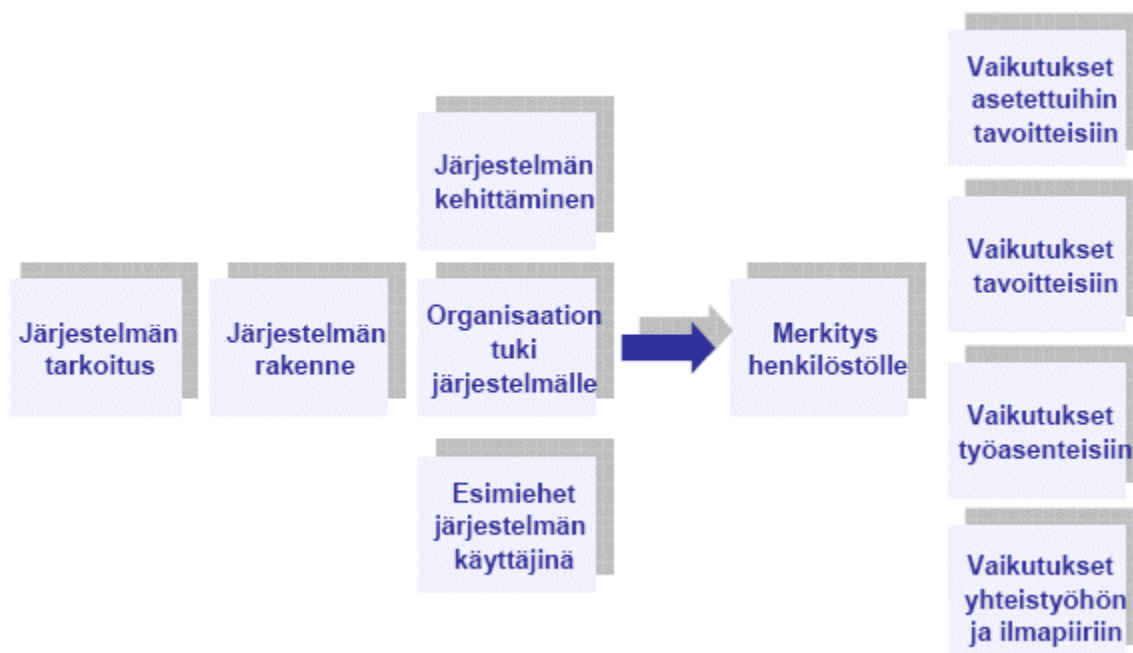 Järjestelmän
tarkoitus
Järjestelmän
rakenne
Järjestelmän
kehittäminen
Organisaation
tuki
järjestelmälle
Esimiehet
järjestelmän
käyttäjinä
Merkitys
henkilöstölle
Vaikutukset
asetettuihin
tavoitteisiin
Vaikutukset
tavoitteisiin
Vaikutukset
työasenteisiin
Vaikutukset
yhteistyöhön
ja ilmapiiriin